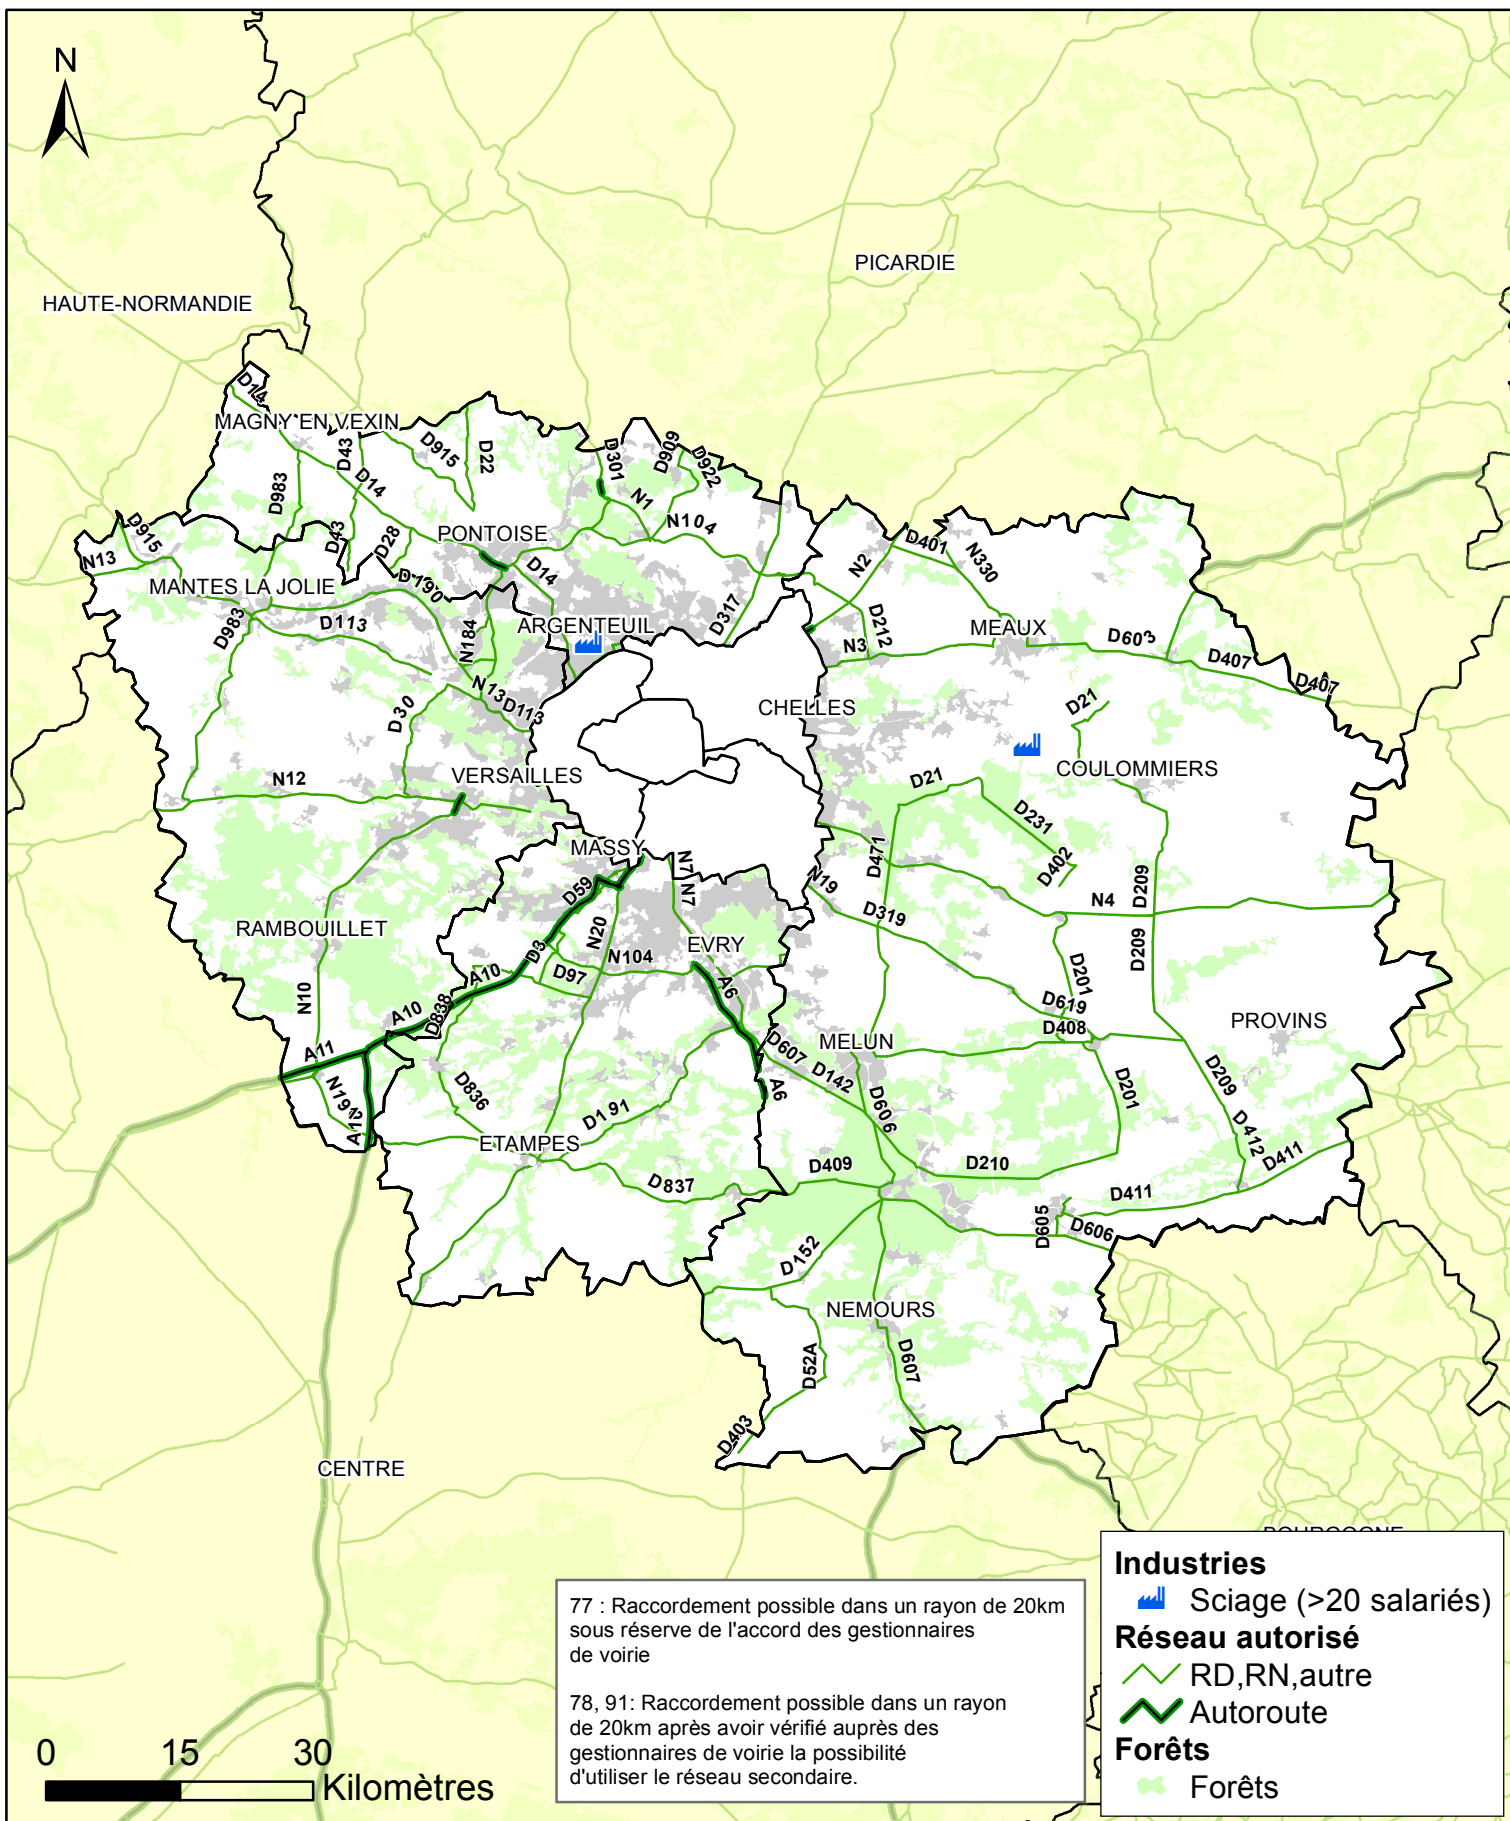 N
PICARDIE
HAUTE-NORMANDIE
D14
MAGNY EN VEXIN
D43
D915
D22
D301
D909
D922
D983
D14
N1
N104
D915
D43
D28
PONTOISE
N13
D14
D401
N330
N2
MANTES LA JOLIE
D190
D983
D113
N184
ARGENTEUIL
D317
D212
N3
MEAUX
D603
D407
D407
N13
D113
D30
CHELLES
D21
N12
VERSAILLES
COULOMMIERS
D21
D231
MASSY
N7
N7
D471
D402
D59
N19
D209
N4
D319
RAMBOUILLET
N20
EVRY
D3
N104
D209
A10
D97
D201
N10
A6
D619
A10
D838
D408
PROVINS
A11
MELUN
D607
D142
N191
D836
A6
D606
D201
D209
A12
D191
D412
ETAMPES
D411
D409
D210
D837
D411
D605
D606
D152
NEMOURS
D52A
D607
D403
CENTRE
BOURGOGNE
Industries
Sciage (>20 salariés)
Réseau autorisé
RD,RN,autre
Autoroute
Forêts
Forêts
77 : Raccordement possible dans un rayon de 20km
sous réserve de l'accord des gestionnaires
de voirie
78, 91: Raccordement possible dans un rayon
de 20km après avoir vérifié auprès des
gestionnaires de voirie la possibilité
d'utiliser le réseau secondaire.
0 15 30
Kilomètres